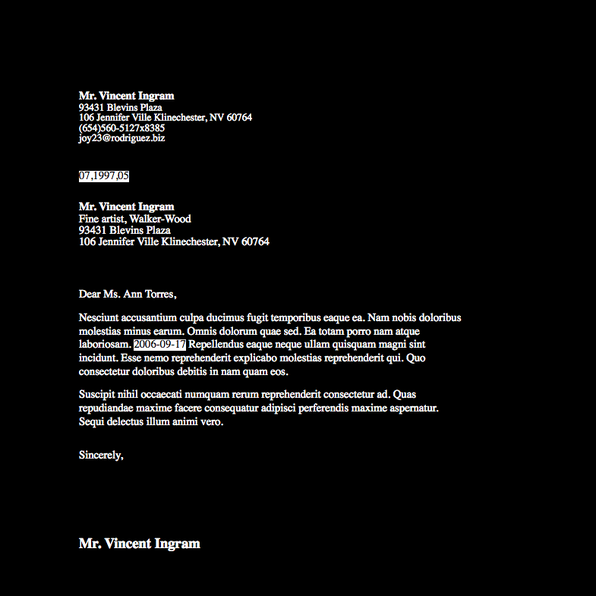 Mr. Vincent Ingram
93431 Blevins Plaza
106 Jennifer Ville Klinechester, NV 60764
(654)560-5127x8385
joy23@rodriguez.biz
07,1997,05
Mr. Vincent Ingram
Fine artist, Walker-Wood
93431 Blevins Plaza
106 Jennifer Ville Klinechester, NV 60764
Dear Ms. Ann Torres,
Nesciunt accusantium culpa ducimus fugit temporibus eaque ea. Nam nobis doloribus
molestias minus earum. Omnis dolorum quae sed. Ea totam porro nam atque
laboriosam. 2006-09-17 Repellendus eaque neque ullam quisquam magni sint
incidunt. Esse nemo reprehenderit explicabo molestias reprehenderit qui. Quo
consectetur doloribus debitis in nam quam eos.
Suscipit nihil occaecati numquam rerum reprehenderit consectetur ad. Quas
repudiandae maxime facere consequatur adipisci perferendis maxime aspernatur.
Sequi delectus illum animi vero.
Sincerely,
Mr. Vincent Ingram